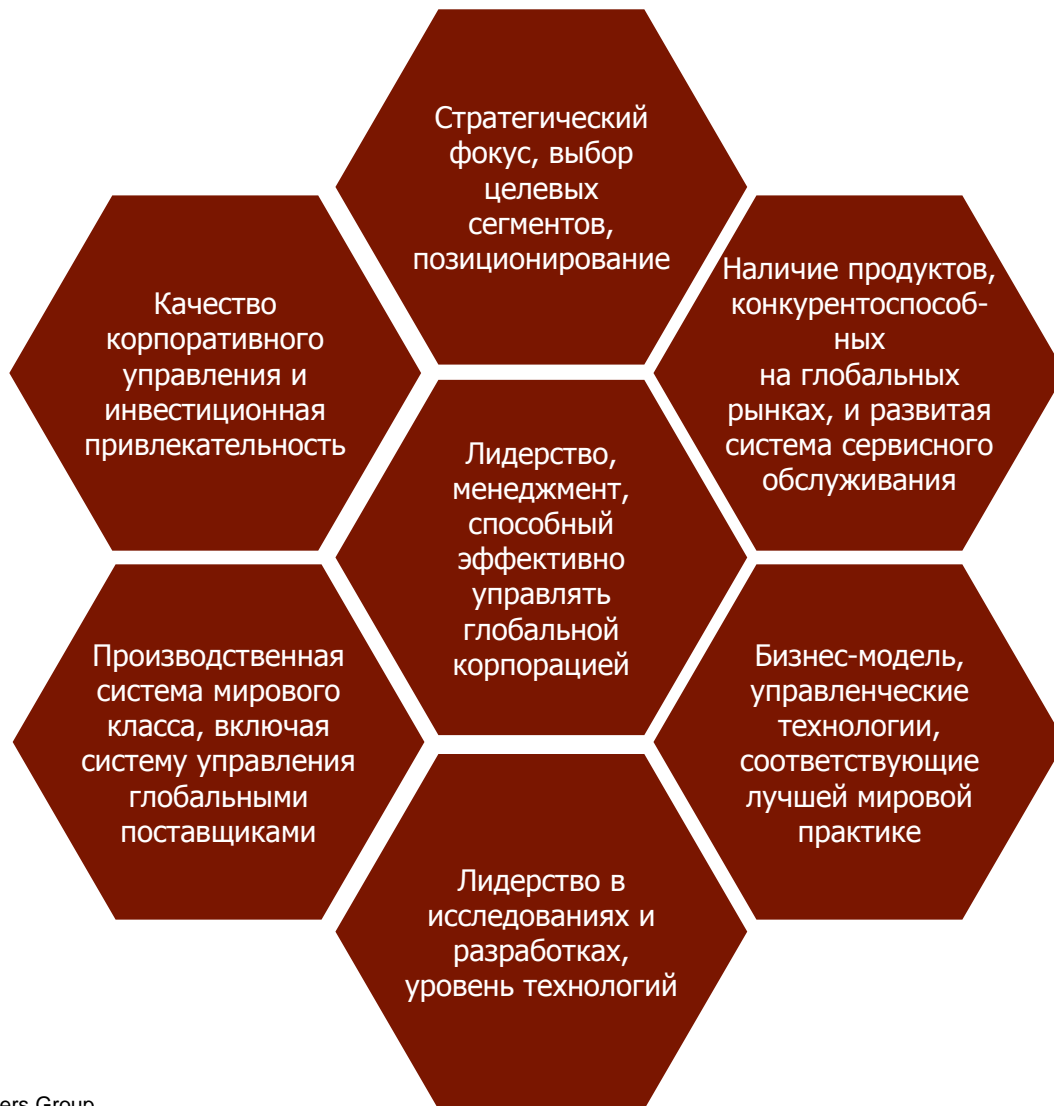 Стратегический
фокус, выбор
целевых
сегментов,
позиционирование
Качество
корпоративного
управления и
инвестиционная
привлекательность
Наличие продуктов,
конкурентоспособ-
ных
на глобальных
рынках, и развитая
система сервисного
обслуживания
Лидерство,
менеджмент,
способный
эффективно
управлять
глобальной
корпорацией
Производственная
система мирового
класса, включая
систему управления
глобальными
поставщиками
Бизнес-модель,
управленческие
технологии,
соответствующие
лучшей мировой
практике
Лидерство в
исследованиях и
разработках,
уровень технологий
Group